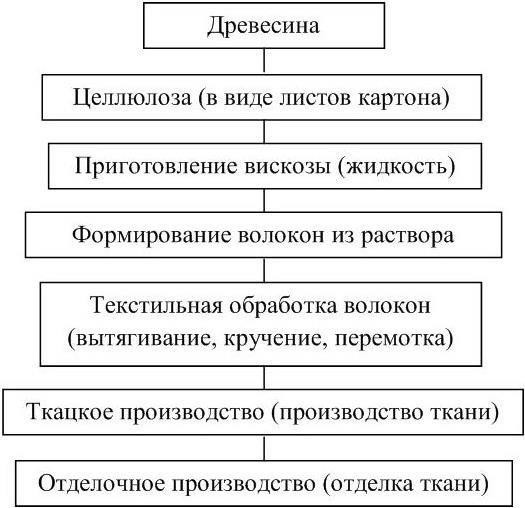 Древесина
Целлюлоза (в виде листов картона)
Приготовление вискозы (жидкость)
Формирование волокон из раствора
Текстильная обработка волокон
(вытягивание, кручение, перемотка)
Ткацкое производство (производство ткани)
Отделочное производство (отделка ткани)